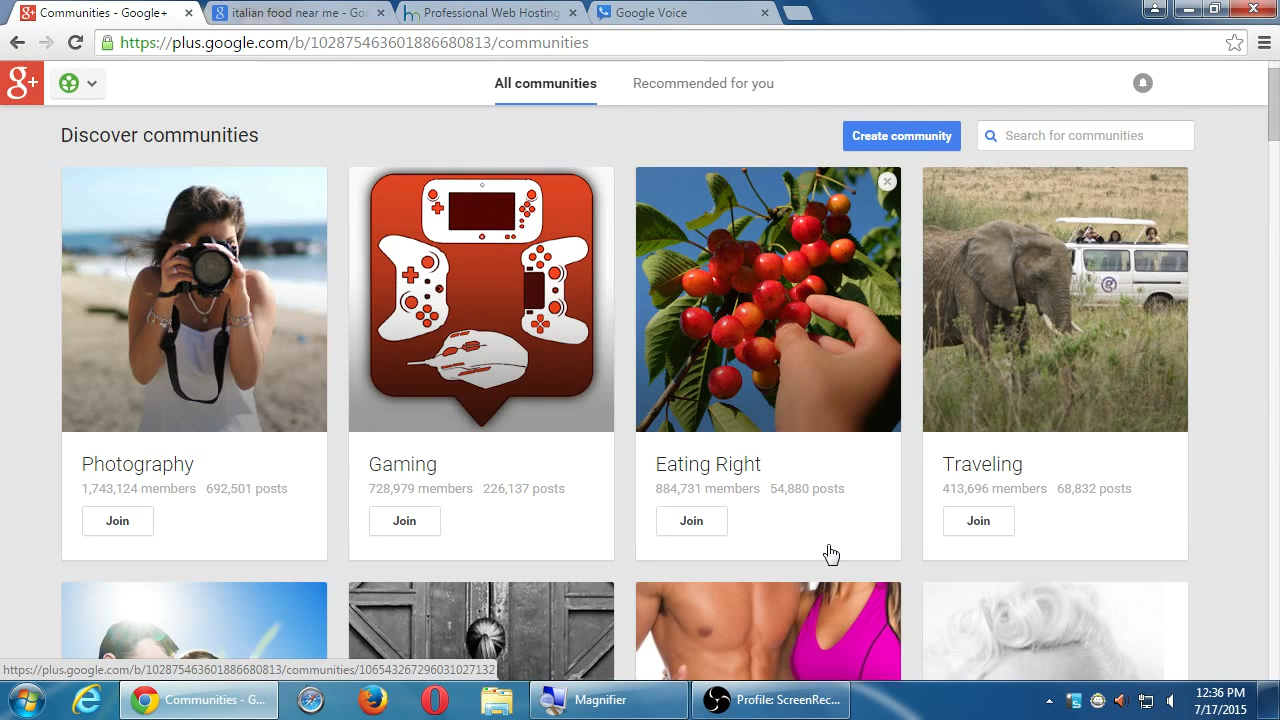 Communities - Google+
italian food near me - Goo
Professional Web Hosting
Google Voice
https://plus.google.com/b/102875463601886680813/communities
g+
All communities
Recommended for you
Discover communities
Create community
Search for communities
Photography
1,743,124 members 692,501 posts
Join
Gaming
728,979 members 226,137 posts
Join
Eating Right
884,731 members 54,880 posts
Join
Traveling
413,696 members 68,832 posts
Join
https://plus.google.com/b/102875463601886680813/communities/106543267296031027132
Communities - G...
Magnifier
Profile: ScreenRec...
12:36 PM
7/17/2015